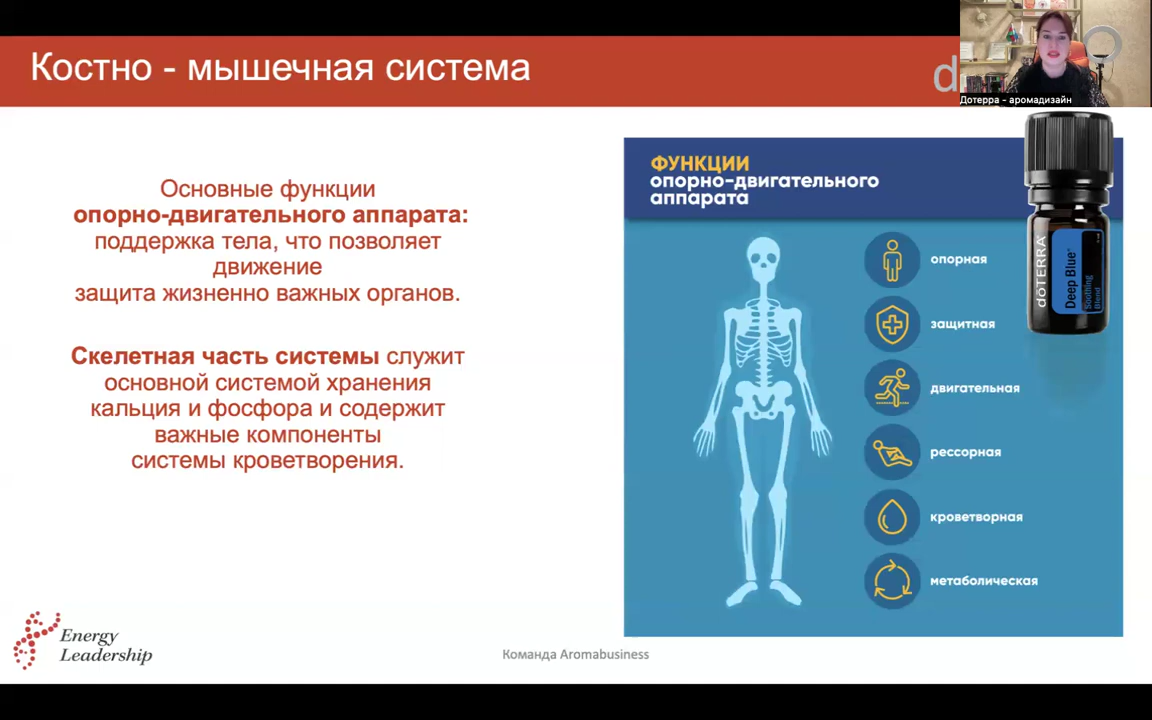 Костно - мышечная система
d
Дотерра - аромадизайн
Основные функции
опорно-двигательного аппарата:
поддержка тела, что позволяет
движение
защита жизненно важных органов.
Скелетная часть системы служит
основной системой хранения
кальция и фосфора и содержит
важные компоненты
системы кроветворения.
ФУНКЦИИ
опорно-двигательного
аппарата
опорная
защитная
двигательная
рессорная
кроветворная
метаболическая
dōTERRA
Deep Blue
Soothing
Blend
Energy
Leadership
Команда Aromabusiness